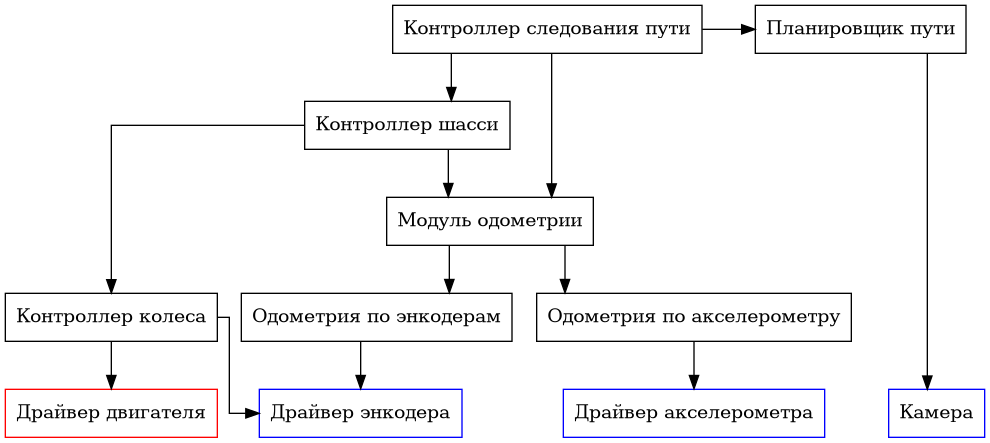 Контроллер следования пути
Планировщик пути
Контроллер шасси
Модуль одометрии
Контроллер колеса
Одометрия по энкодерам
Одометрия по акселерометру
Драйвер двигателя
Драйвер энкодера
Драйвер акселерометра
Камера